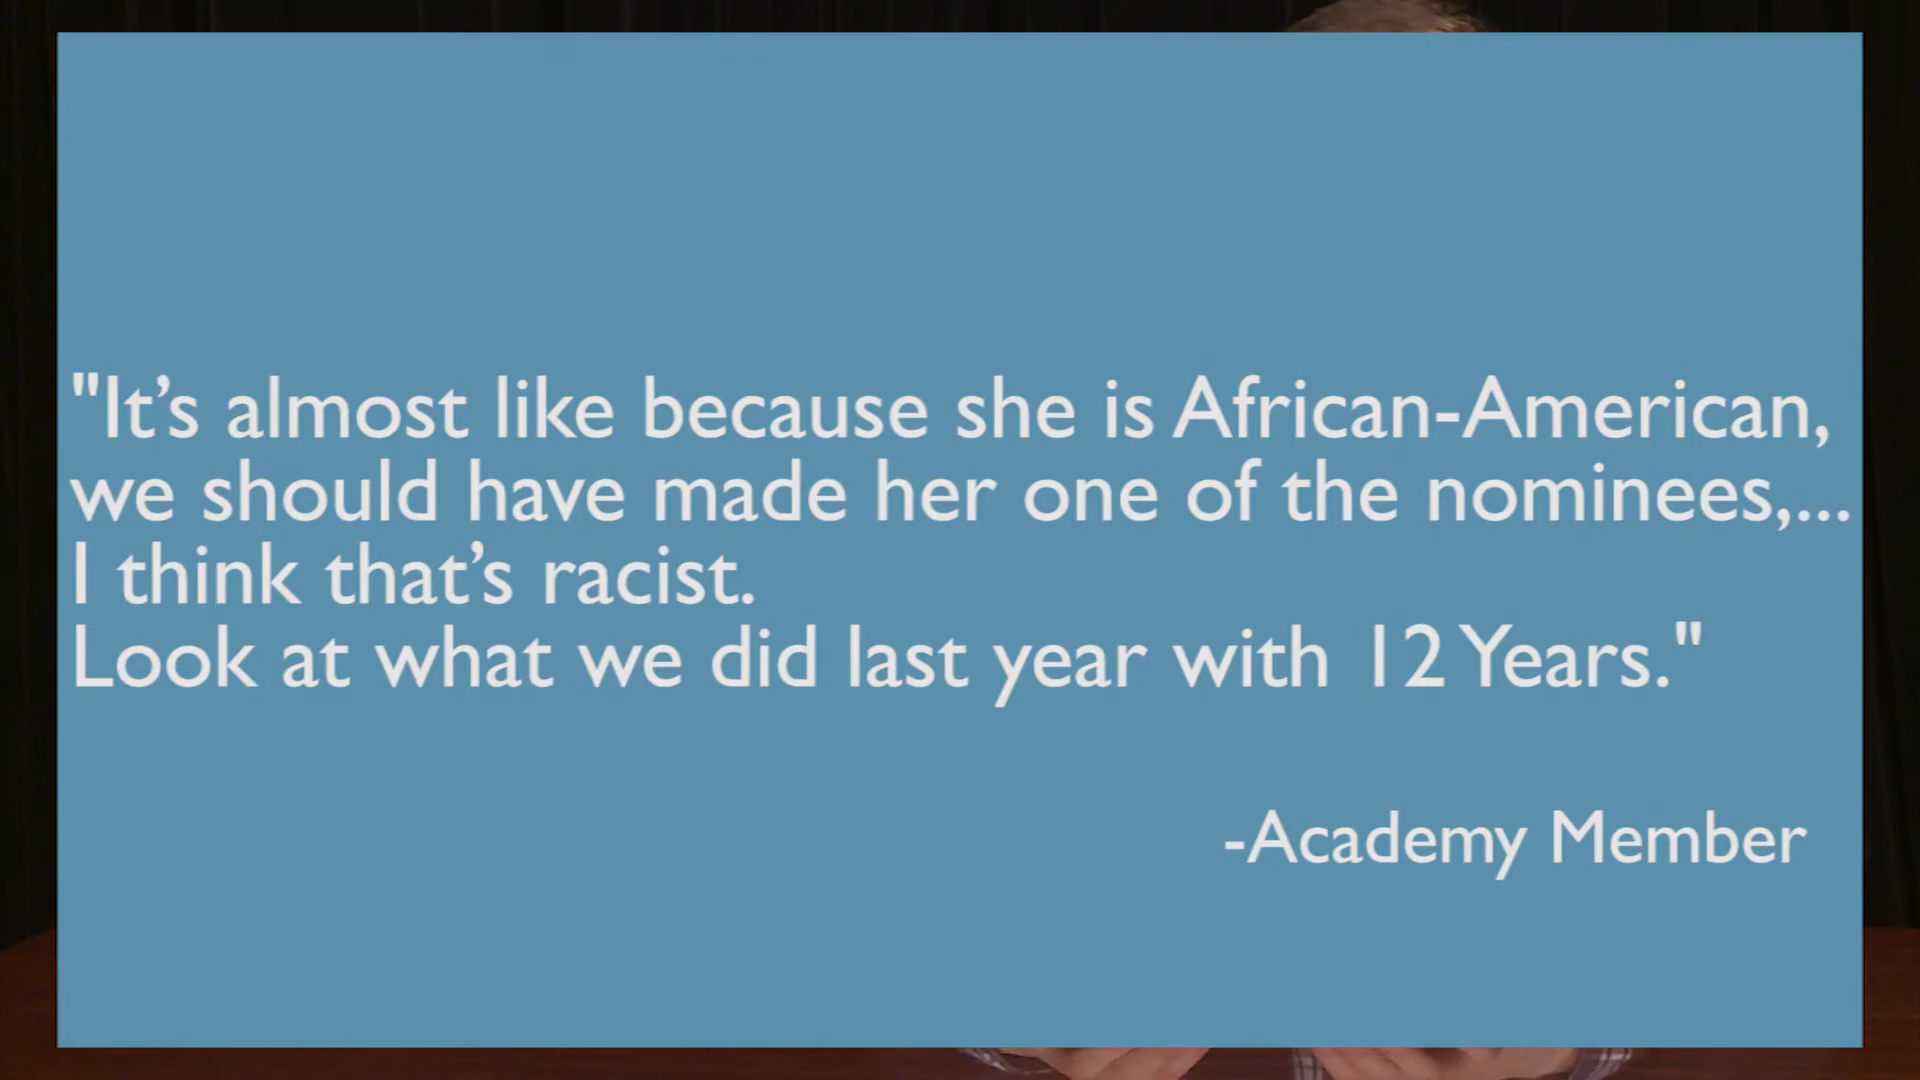 "It’s almost like because she is African-American,
we should have made her one of the nominees,...
I think that’s racist.
Look at what we did last year with 12 Years."
-Academy Member